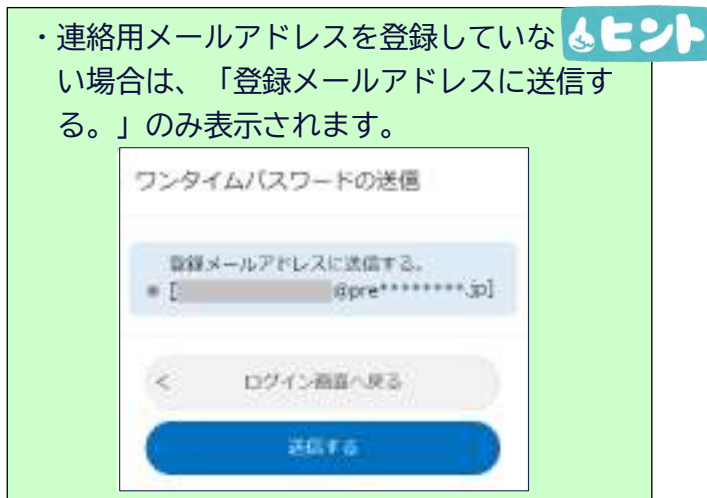 ・連絡用メールアドレスを登録していな
ヒント
い場合は、「登録メールアドレスに送信す
る。」のみ表示されます。
ワンタイムパスワードの送信
登録メールアドレスに送信する。
[ @pre********.jp]
< ログイン画面へ戻る
送信する